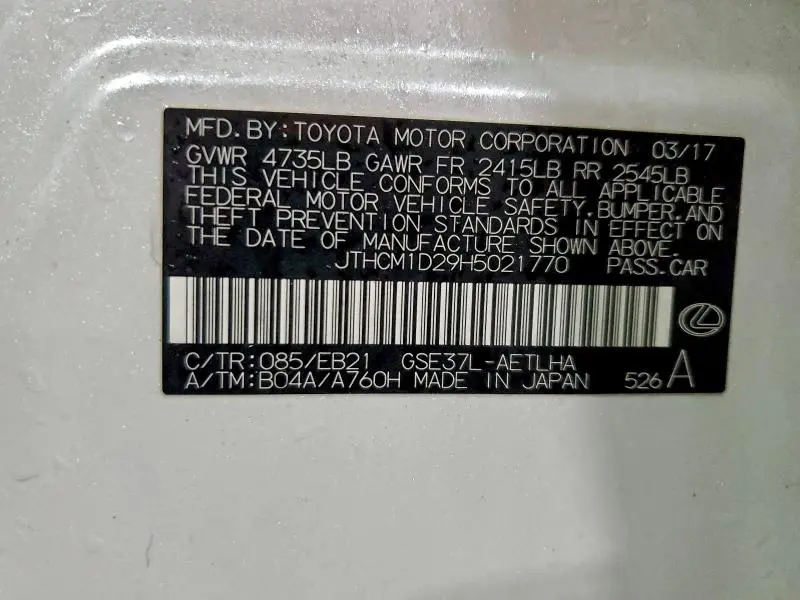 MFD.BY:TOYOTA MOTOR CORPORATION 03/17
GVWR 4735LB GAWR FR 2415LB RR 2545LB
THIS VEHICLE CONFORMS TO ALL APPLICABLE
FEDERAL MOTOR VEHICLE SAFETY.BUMPER.AND
THEFT PREVENTION STANDARDS IN EFFECT ON
THE DATE OF MANUFACTURE SHOWN ABOVE.
JTHCM1D29H5021770 PASS.CAR
C/TR:085/EB21 GSE37L-AETLHA
A/TM:B04A/A760H MADE IN JAPAN 526 A